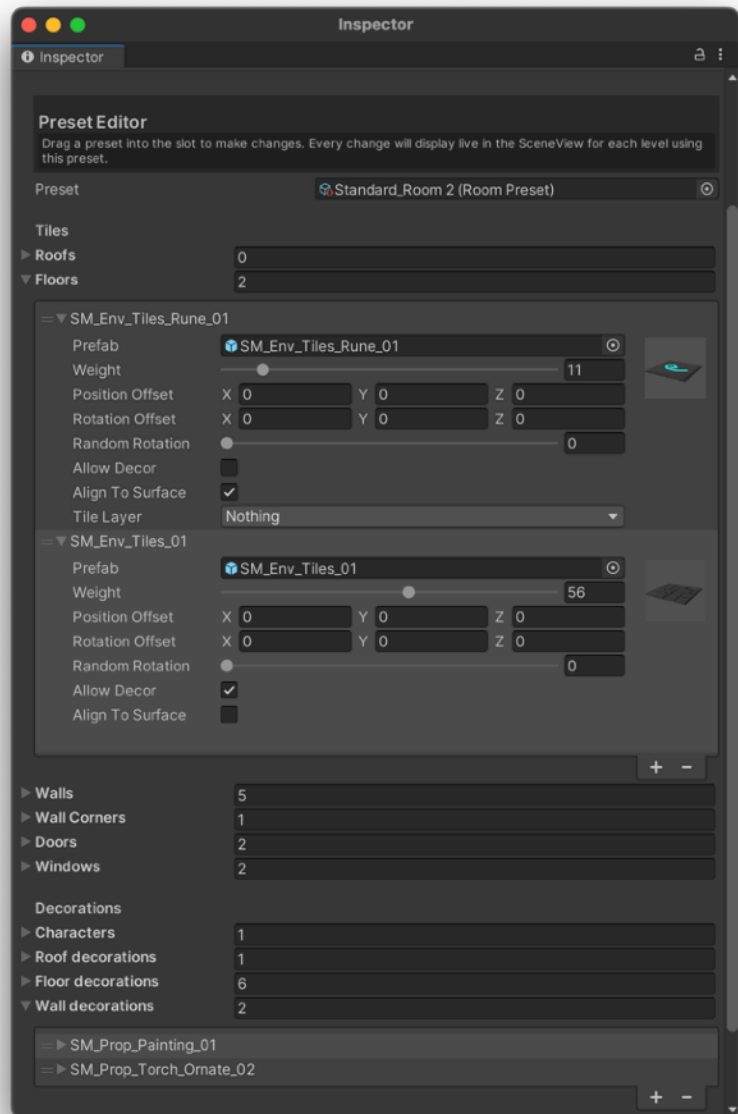 Inspector
Inspector
Preset Editor
Drag a preset into the slot to make changes. Every change will display live in the SceneView for each level using
this preset.
Preset Standard_Room 2 (Room Preset)
Tiles
Roofs 0
Floors 2
SM_Env_Tiles_Rune_01
Prefab SM_Env_Tiles_Rune_01
Weight 11
Position Offset X 0 Y 0 Z 0
Rotation Offset X 0 Y 0 Z 0
Random Rotation 0
Allow Decor
Align To Surface
Tile Layer Nothing
SM_Env_Tiles_01
Prefab SM_Env_Tiles_01
Weight 56
Position Offset X 0 Y 0 Z 0
Rotation Offset X 0 Y 0 Z 0
Random Rotation 0
Allow Decor
Align To Surface
+ −
Walls 5
Wall Corners 1
Doors 2
Windows 2
Decorations
Characters 1
Roof decorations 1
Floor decorations 6
Wall decorations 2
SM_Prop_Painting_01
SM_Prop_Torch_Ornate_02
+ −